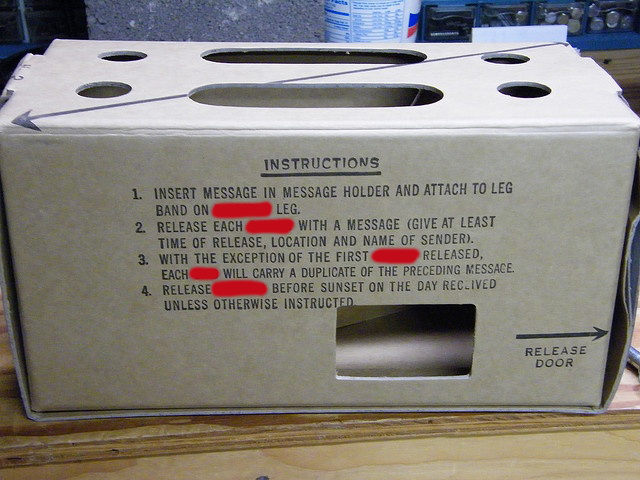 INSTRUCTIONS
1. INSERT MESSAGE IN MESSAGE HOLDER AND ATTACH TO LEG
BAND ON LEG.
2. RELEASE EACH WITH A MESSAGE (GIVE AT LEAST
TIME OF RELEASE, LOCATION AND NAME OF SENDER).
3. WITH THE EXCEPTION OF THE FIRST RELEASED,
EACH WILL CARRY A DUPLICATE OF THE PRECEDING MESSAGE.
4. RELEASE BEFORE SUNSET ON THE DAY RECEIVED
UNLESS OTHERWISE INSTRUCTED.
RELEASE
DOOR